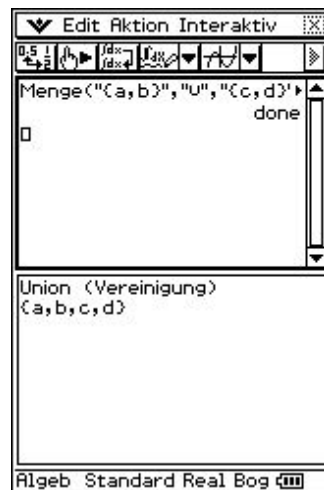 Edit Aktion Interaktiv
Menge("{a,b}","∪","{c,d}"
done
Union (Vereinigung)
{a,b,c,d}
Algeb Standard Real Bog